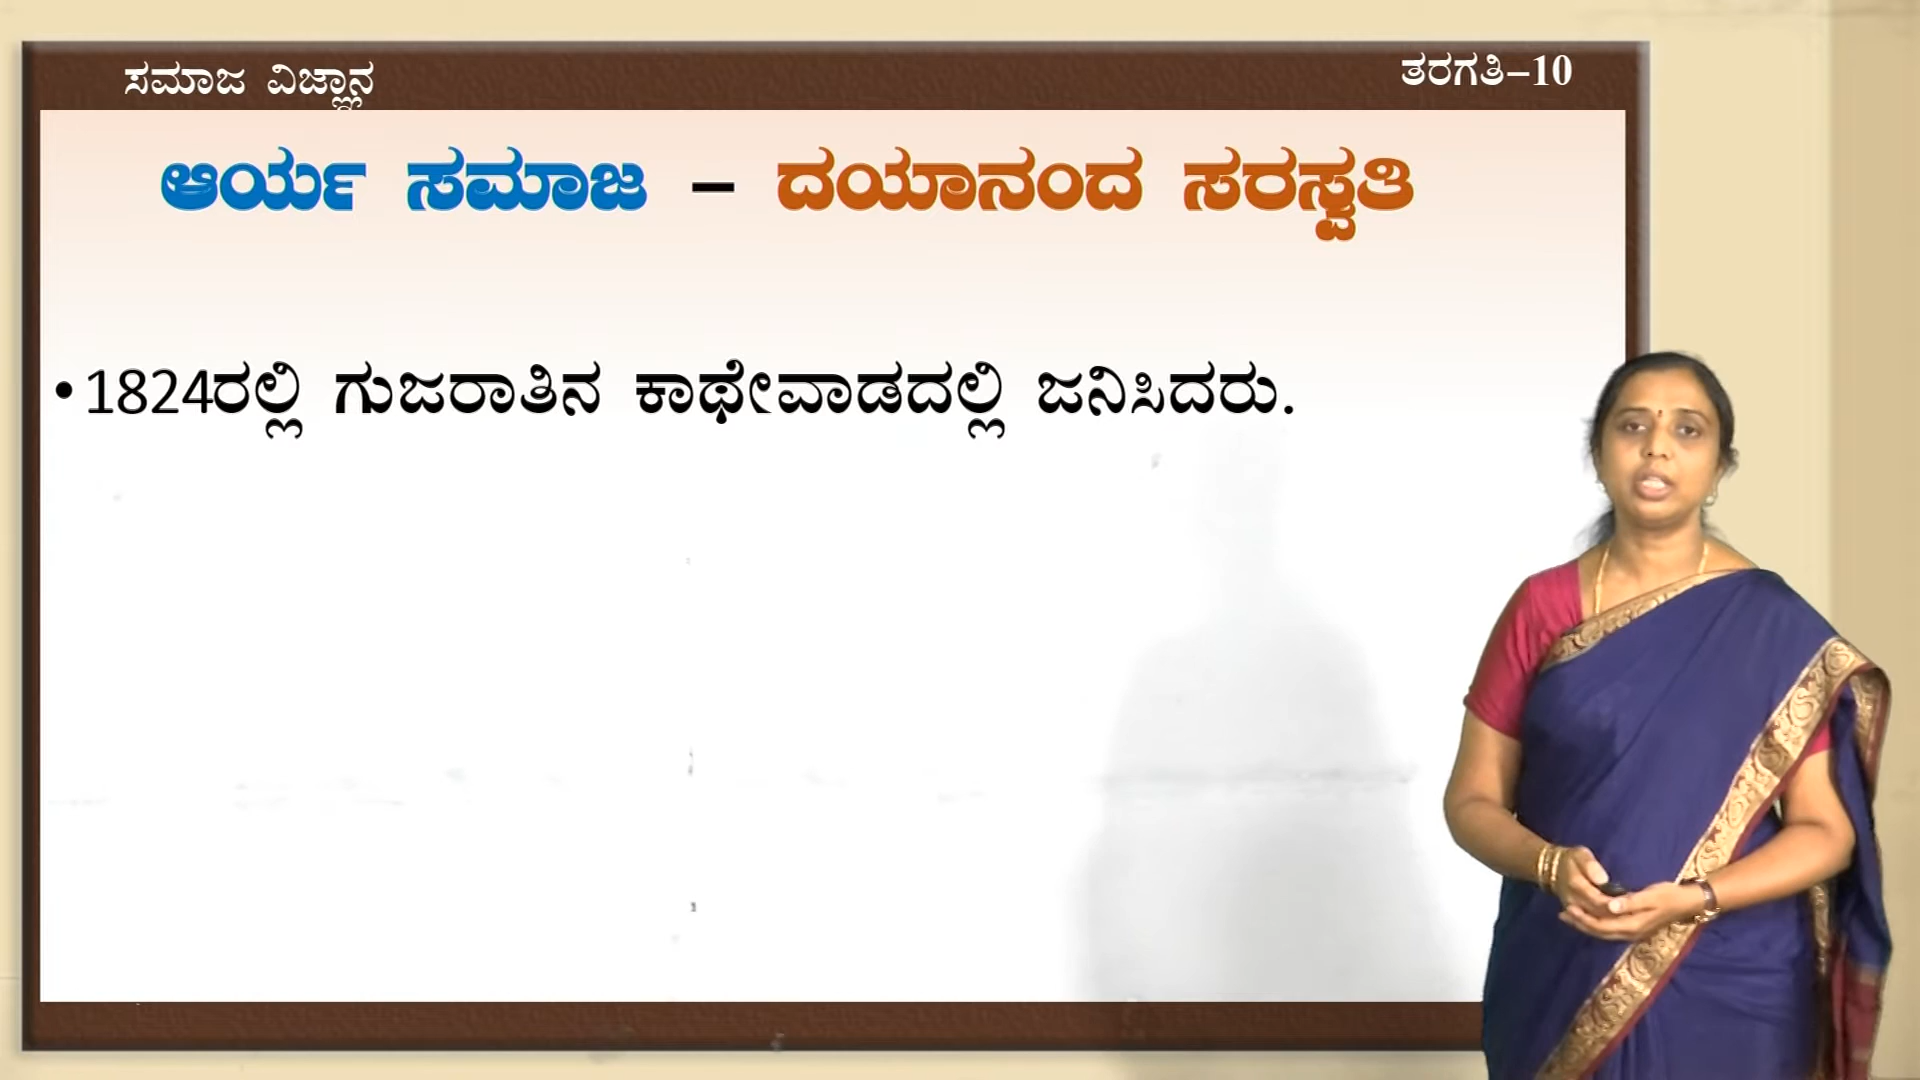 ಸಮಾಜ ವಿಜ್ಞಾನ
ತರಗತಿ–10
ಆರ್ಯ ಸಮಾಜ – ದಯಾನಂದ ಸರಸ್ವತಿ
• 1824ರಲ್ಲಿ ಗುಜರಾತಿನ ಕಾಥೇವಾಡದಲ್ಲಿ ಜನಿಸಿದರು.